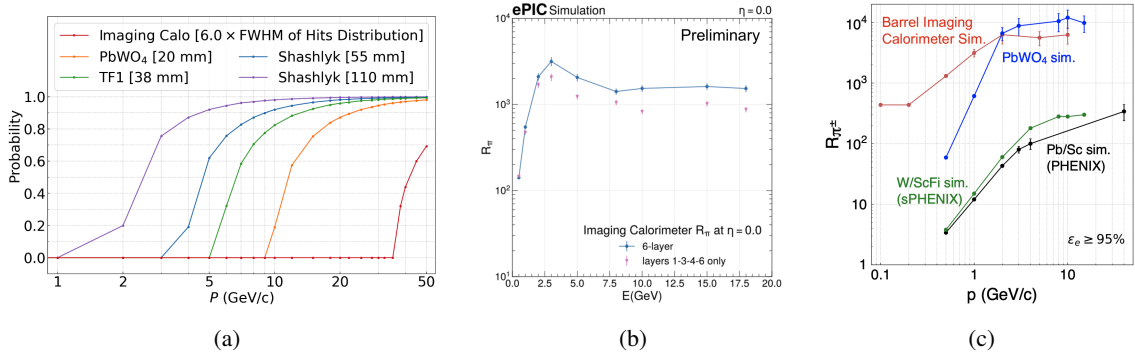 Imaging Calo [6.0 × FWHM of Hits Distribution]
PbWO₄ [20 mm]
Shashlyk [55 mm]
TF1 [38 mm]
Shashlyk [110 mm]
Probability
1.0
0.8
0.6
0.4
0.2
0.0
1 2 5 10 20 50
P (GeV/c)
(a)
ePIC Simulation
η = 0.0
Preliminary
Rπ
10⁴
10³
10²
10¹
Imaging Calorimeter Rπ at η = 0.0
6-layer
layers 1-3-4-6 only
0.0 2.5 5.0 7.5 10.0 12.5 15.0 17.5 20.0
E(GeV)
(b)
Rπ±
10⁴
10³
10²
10
1
Barrel Imaging
Calorimeter Sim.
PbWO₄ sim.
Pb/Sc sim.
(PHENIX)
W/ScFi sim.
(sPHENIX)
εₑ ≥ 95%
0.1 1 10
p (GeV/c)
(c)